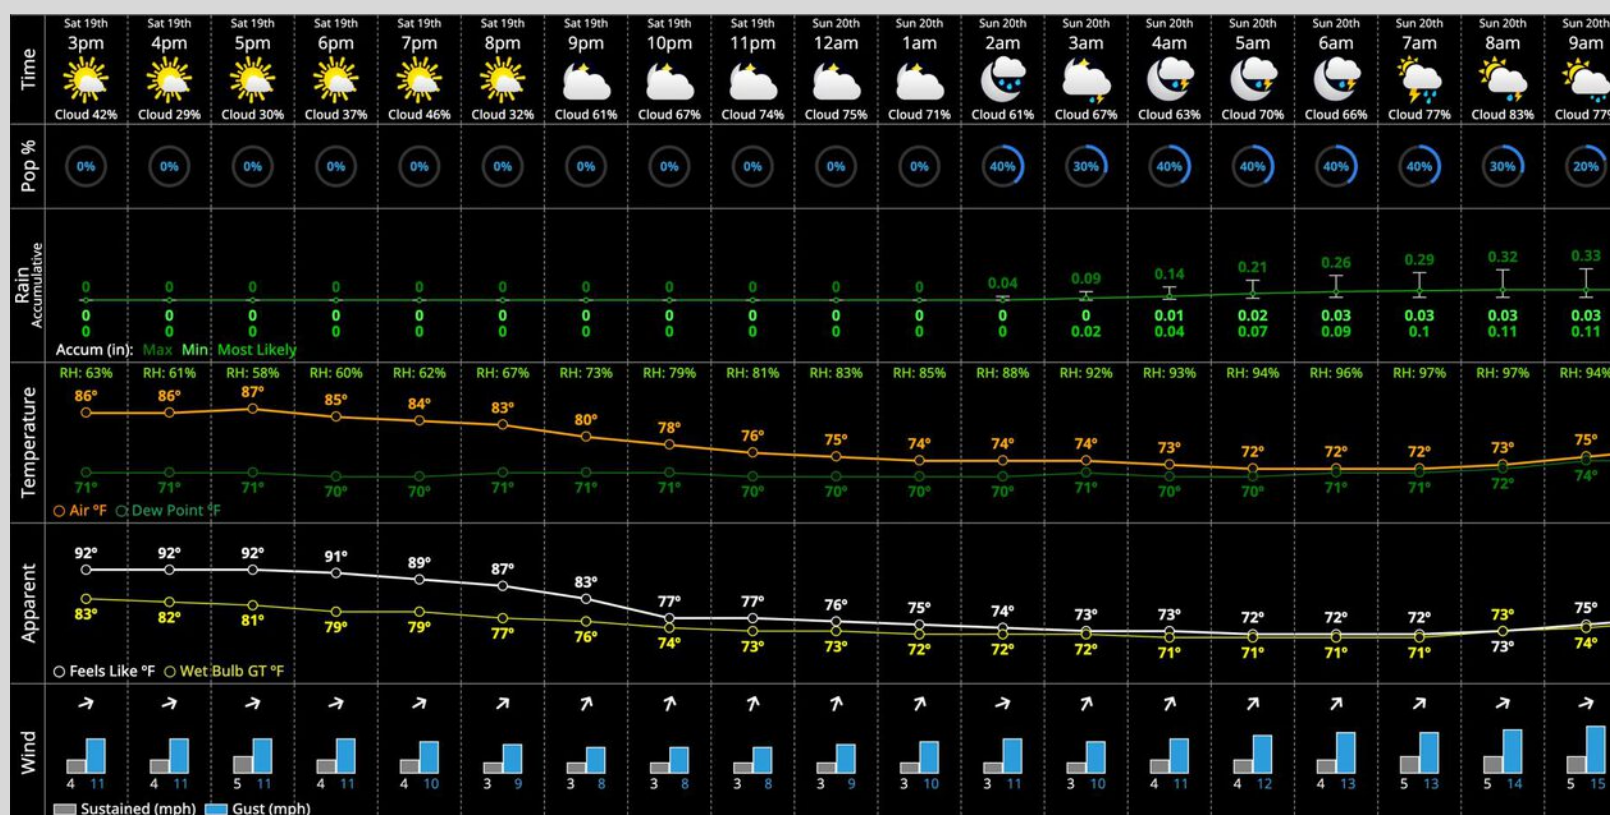 Time
Sat 19th Sat 19th Sat 19th Sat 19th Sat 19th Sat 19th Sat 19th Sat 19th Sat 19th Sun 20th Sun 20th Sun 20th Sun 20th Sun 20th Sun 20th Sun 20th Sun 20th Sun 20th Sun 20th
3pm 4pm 5pm 6pm 7pm 8pm 9pm 10pm 11pm 12am 1am 2am 3am 4am 5am 6am 7am 8am 9am
Cloud 42% Cloud 29% Cloud 30% Cloud 37% Cloud 46% Cloud 32% Cloud 61% Cloud 67% Cloud 74% Cloud 75% Cloud 71% Cloud 61% Cloud 67% Cloud 63% Cloud 70% Cloud 66% Cloud 77% Cloud 83% Cloud 77%
Pop %
0% 0% 0% 0% 0% 0% 0% 0% 0% 0% 0% 40% 30% 40% 40% 40% 40% 30% 20%
Rain
Accumulative
0 0 0 0 0 0 0 0 0 0 0 0.04 0.09 0.14 0.21 0.26 0.29 0.32 0.33
0 0 0 0 0 0 0 0 0 0 0 0 0 0.01 0.02 0.03 0.03 0.03 0.03
0 0 0 0 0 0 0 0 0 0 0 0 0.02 0.04 0.07 0.09 0.1 0.11 0.11
Accum (in): Max Min Most Likely
Temperature
RH: 63% RH: 61% RH: 58% RH: 60% RH: 62% RH: 67% RH: 73% RH: 79% RH: 81% RH: 83% RH: 85% RH: 88% RH: 92% RH: 93% RH: 94% RH: 96% RH: 97% RH: 97% RH: 94%
86° 86° 87° 85° 84° 83° 80° 78° 76° 75° 74° 74° 74° 73° 72° 72° 72° 73° 75°
71° 71° 71° 70° 70° 71° 71° 71° 70° 70° 70° 70° 71° 70° 70° 71° 71° 72° 74°
Air °F Dew Point °F
Apparent
92° 92° 92° 91° 89° 87° 83° 77° 77° 76° 75° 74° 73° 73° 72° 72° 72° 73° 75°
83° 82° 81° 79° 79° 77° 76° 74° 73° 73° 72° 72° 72° 71° 71° 71° 71° 73° 74°
Feels Like °F Wet Bulb GT °F
Wind
4 11 4 11 5 11 4 11 4 10 3 9 3 8 3 8 3 8 3 9 3 10 3 11 3 10 4 11 4 12 4 13 5 13 5 14 5 15
Sustained (mph) Gust (mph)